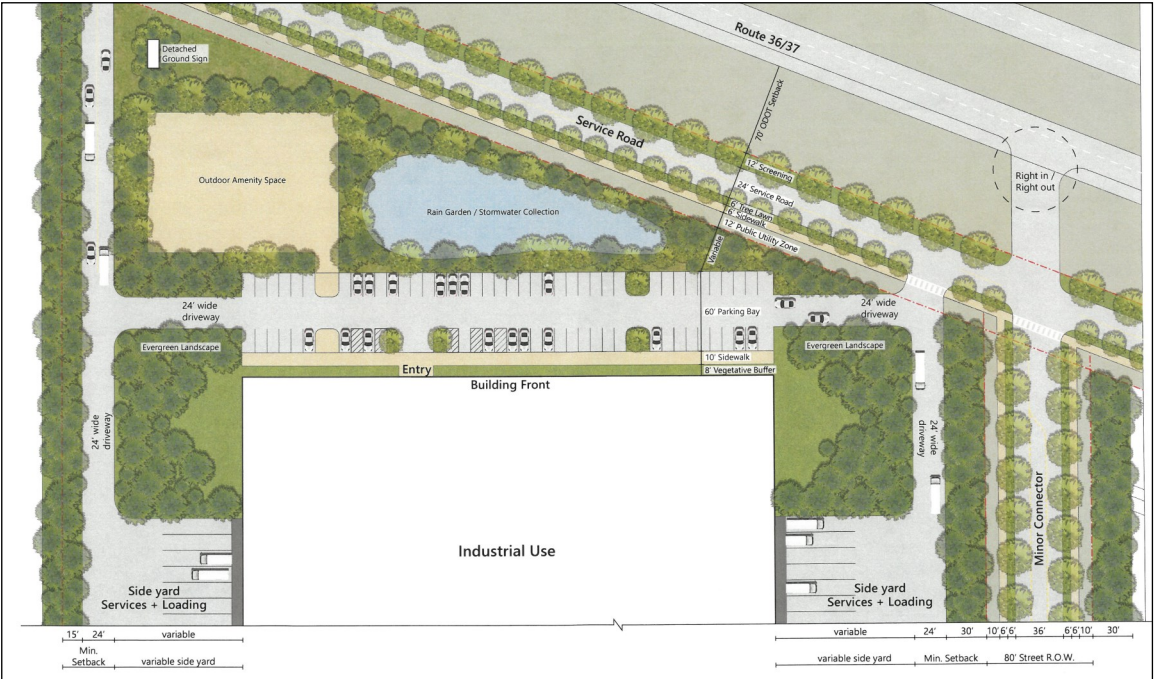 Route 36/37
Detached
Ground Sign
70' ODOT Setback
Service Road
12' Screening
Right in /
Right out
Outdoor Amenity Space
24' Service Road
6' Tree Lawn
6' Sidewalk
12' Public Utility Zone
Rain Garden / Stormwater Collection
Variable
24' wide
driveway
24' wide
driveway
60' Parking Bay
Evergreen Landscape
Evergreen Landscape
10' Sidewalk
Entry
8' Vegetative Buffer
Building Front
24' wide
driveway
24' wide
driveway
Minor Connector
Industrial Use
Side yard
Services + Loading
Side yard
Services + Loading
15' 24' variable
variable 24' 30' 10' 6' 6' 36' 6' 6' 10' 30'
Min.
Setback variable side yard
variable side yard Min. Setback 80' Street R.O.W.